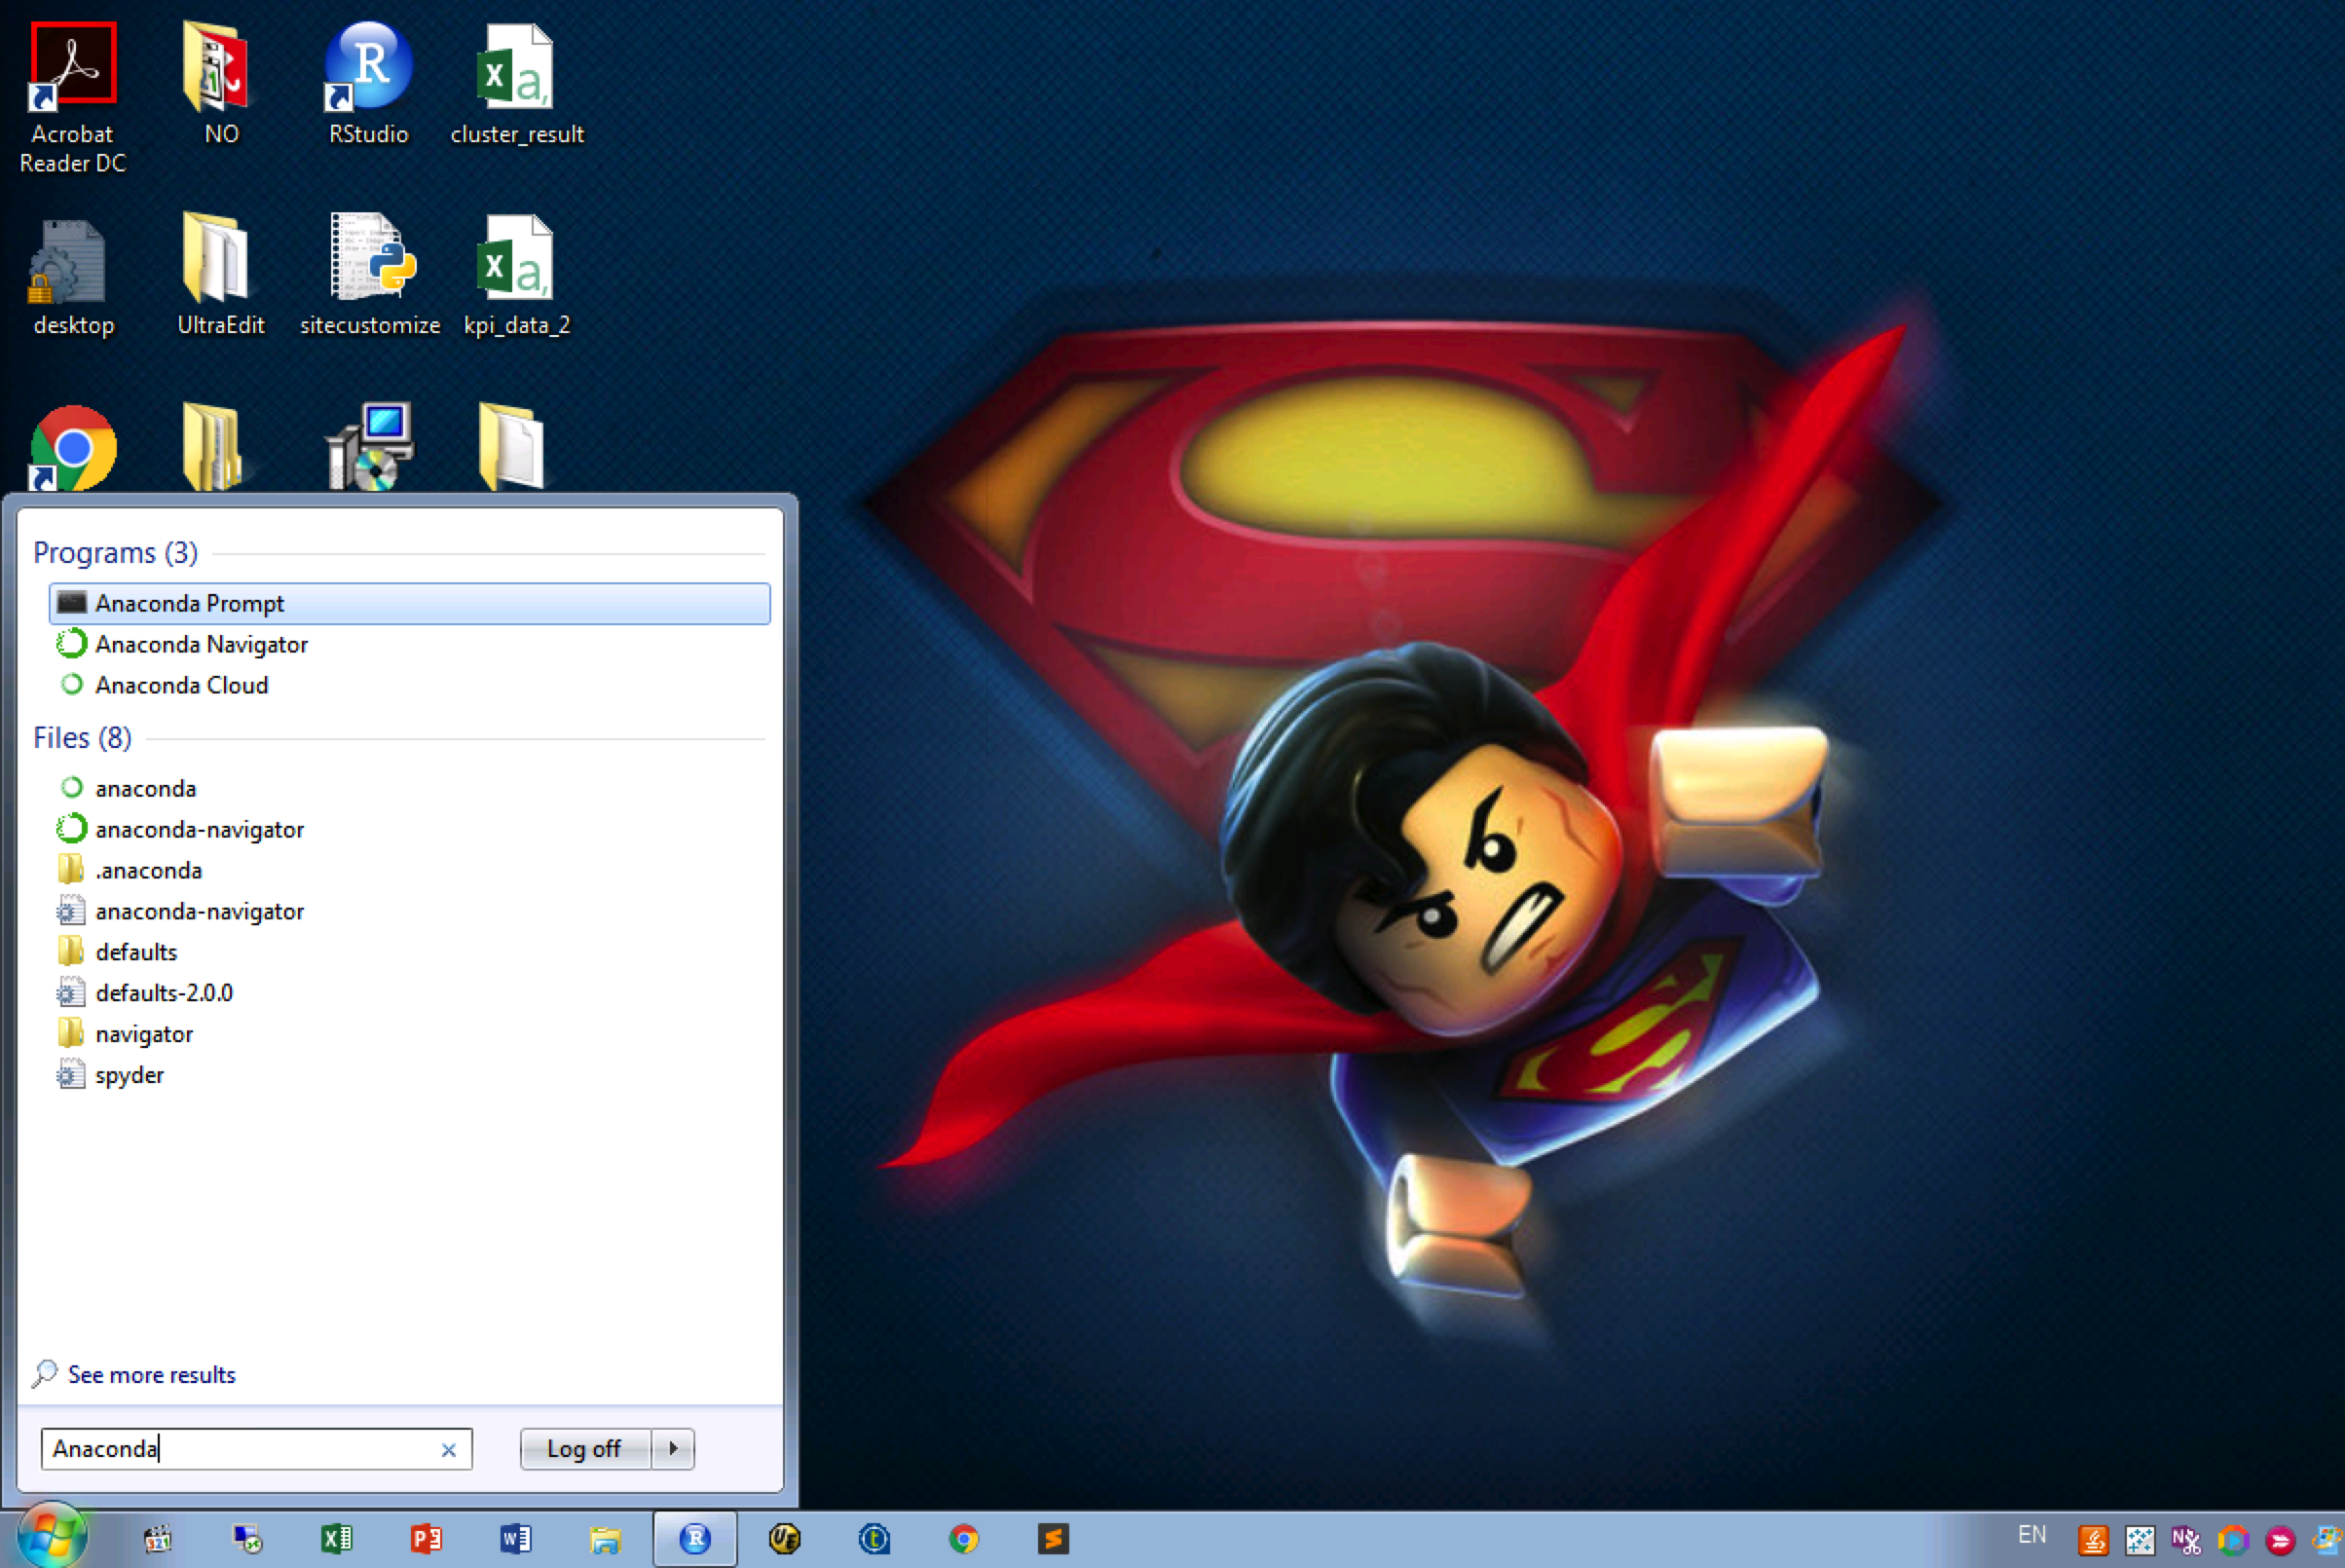 Acrobat
Reader DC
NO
RStudio
cluster_result
desktop
UltraEdit
sitecustomize
kpi_data_2
Programs (3)
Anaconda Prompt
Anaconda Navigator
Anaconda Cloud
Files (8)
anaconda
anaconda-navigator
.anaconda
anaconda-navigator
defaults
defaults-2.0.0
navigator
spyder
See more results
Anaconda
Log off
EN